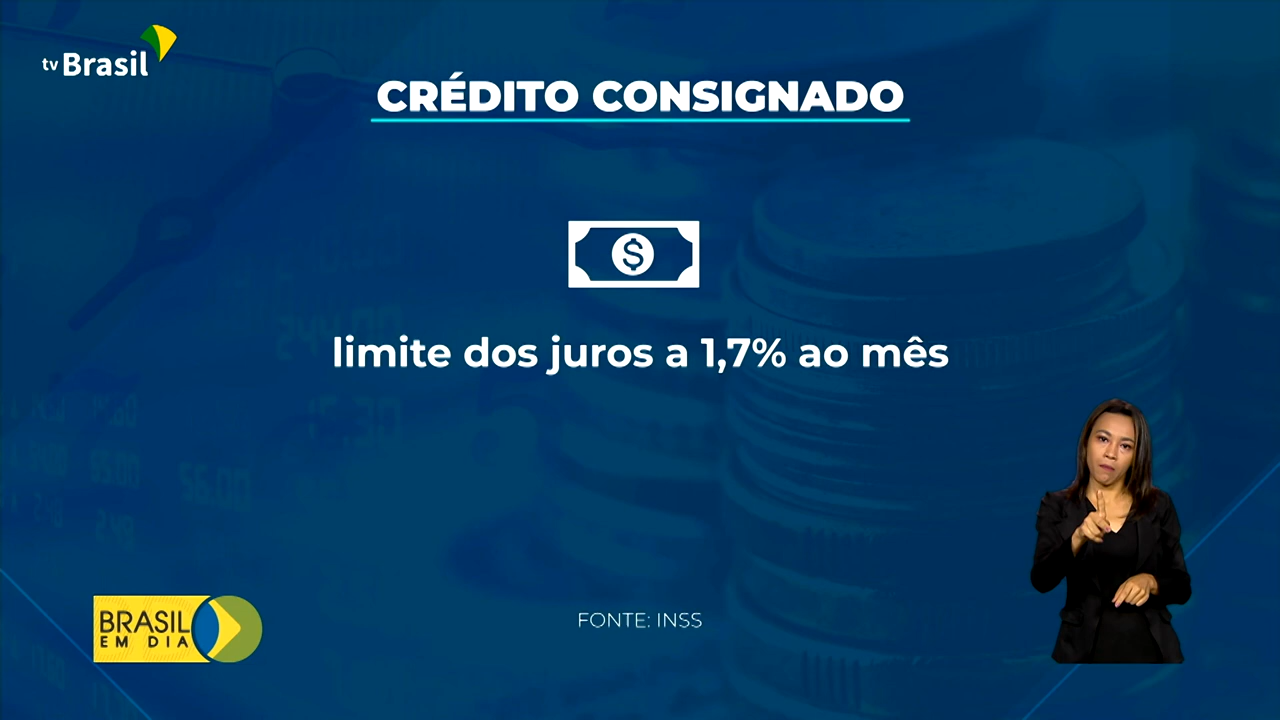 tv Brasil
CRÉDITO CONSIGNADO
$
limite dos juros a 1,7% ao mês
BRASIL
EM DIA
FONTE: INSS